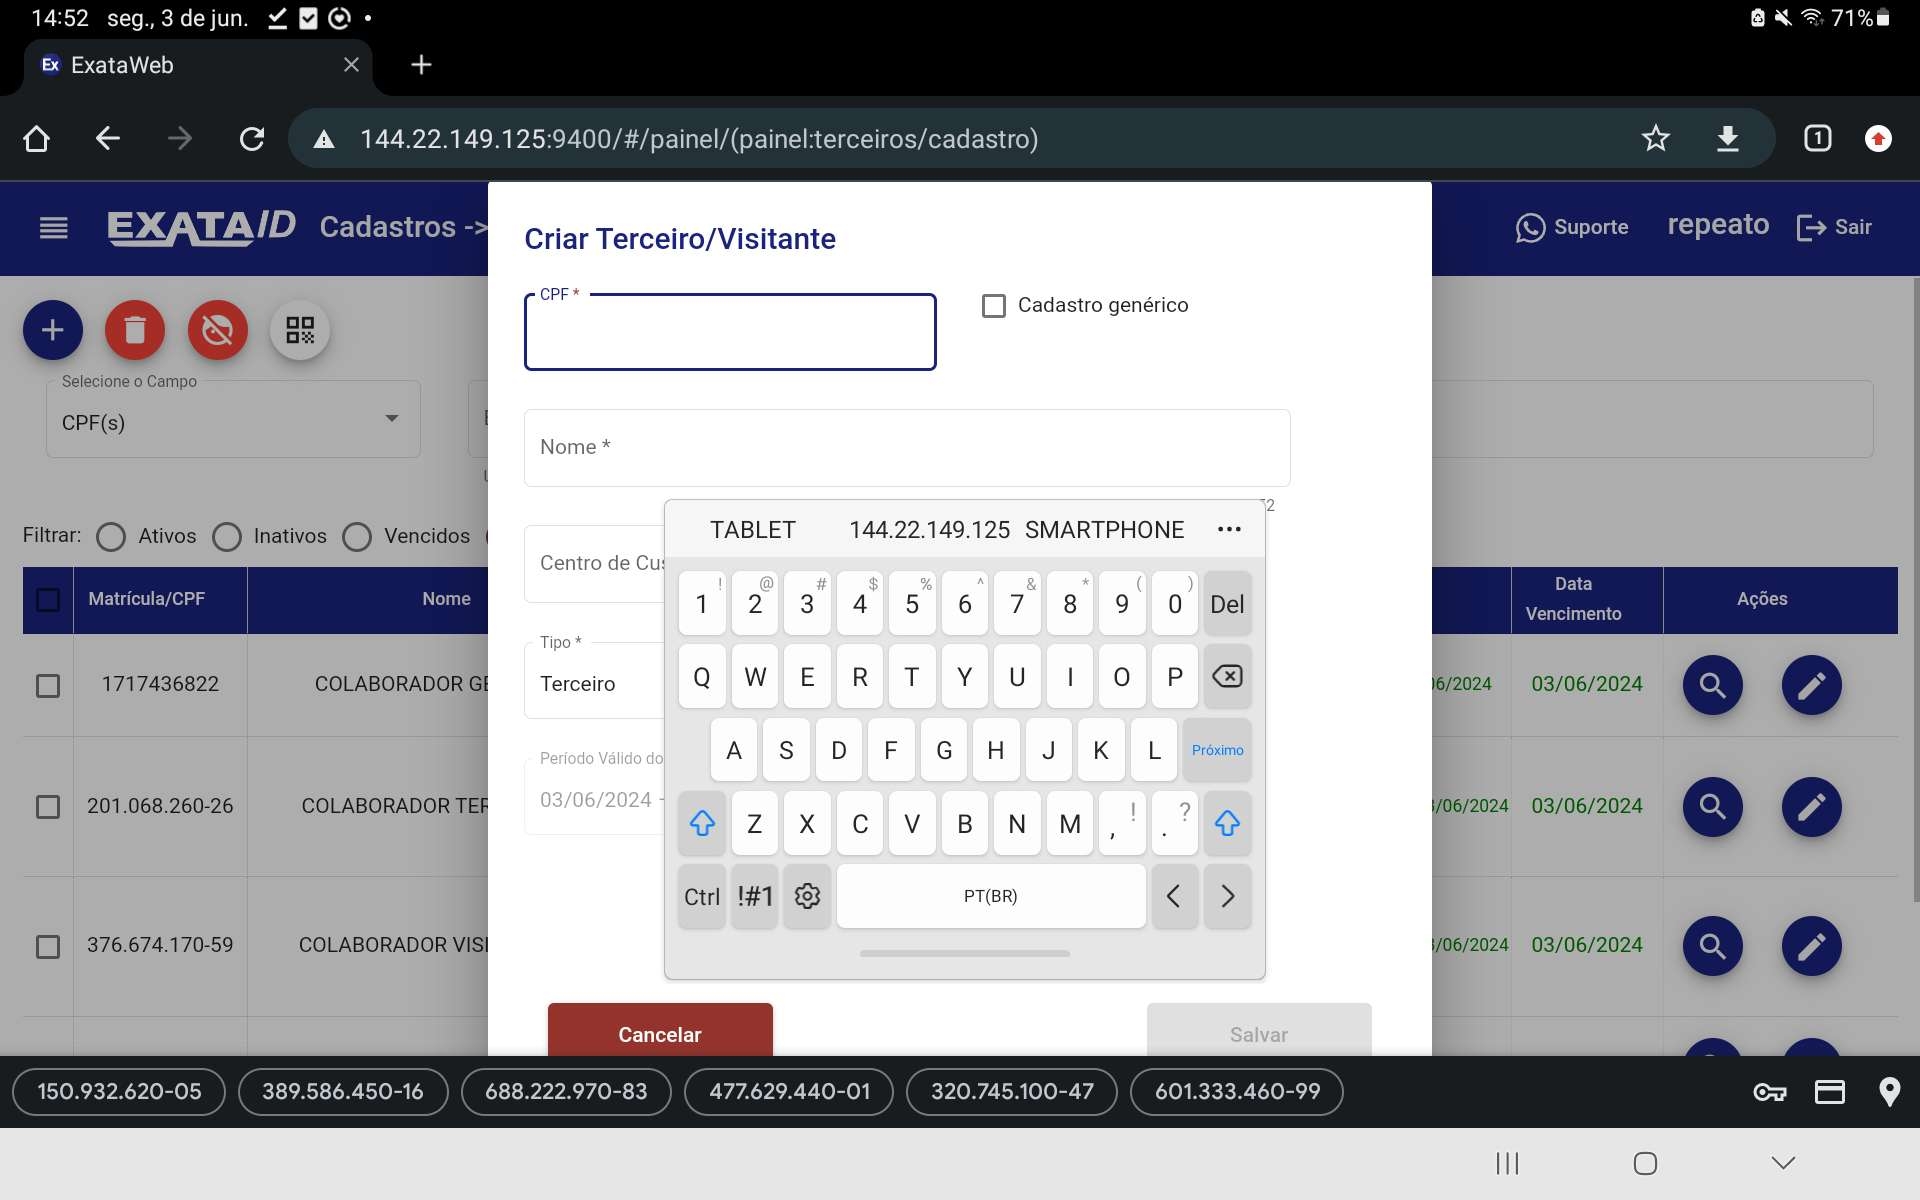 14:52 seg., 3 de jun. 71%
Ex ExataWeb
144.22.149.125:9400/#/painel/(painel:terceiros/cadastro) 1
EXATA ID Cadastros -> Suporte repeato Sair
Criar Terceiro/Visitante
CPF *
Cadastro genérico
Selecione o Campo
CPF(s)
Nome *
Filtrar: Ativos Inativos Vencidos
Centro de Cus
TABLET 144.22.149.125 SMARTPHONE ...
! @ # $ % ^ & * ( )
1 2 3 4 5 6 7 8 9 0 Del
Q W E R T Y U I O P
A S D F G H J K L Próximo
Z X C V B N M , ! . ?
Ctrl !#1 PT(BR) < >
Tipo *
Terceiro
Período Válido do
03/06/2024 -
Matrícula/CPF Nome Data Vencimento Ações
1717436822 COLABORADOR GE 06/2024 03/06/2024
201.068.260-26 COLABORADOR TER /06/2024 03/06/2024
376.674.170-59 COLABORADOR VISI /06/2024 03/06/2024
Cancelar Salvar
150.932.620-05 389.586.450-16 688.222.970-83 477.629.440-01 320.745.100-47 601.333.460-99